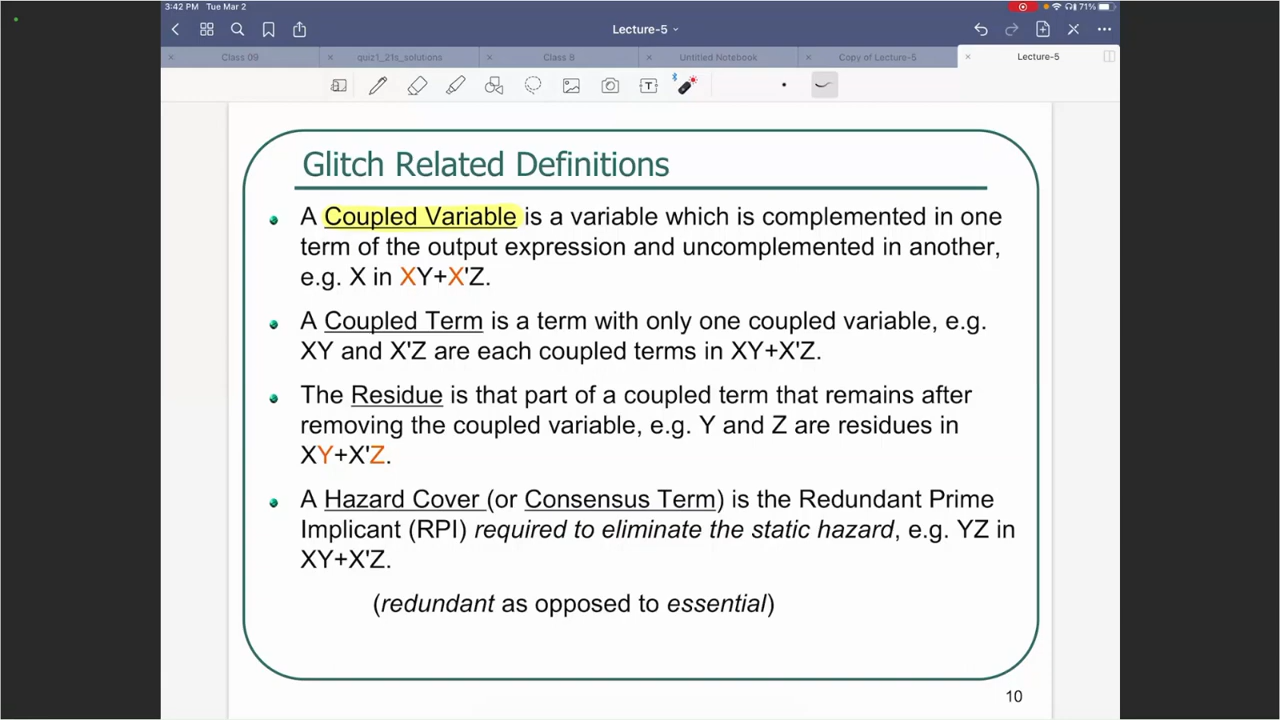 3:42 PM Tue Mar 2
71%
Lecture-5
Class 09
quiz1_21s_solutions
Class 8
Untitled Notebook
Copy of Lecture-5
Lecture-5
T
Glitch Related Definitions
A Coupled Variable is a variable which is complemented in one
term of the output expression and uncomplemented in another,
e.g. X in XY+X'Z.
A Coupled Term is a term with only one coupled variable, e.g.
XY and X'Z are each coupled terms in XY+X'Z.
The Residue is that part of a coupled term that remains after
removing the coupled variable, e.g. Y and Z are residues in
XY+X'Z.
A Hazard Cover (or Consensus Term) is the Redundant Prime
Implicant (RPI) required to eliminate the static hazard, e.g. YZ in
XY+X'Z.
(redundant as opposed to essential)
10